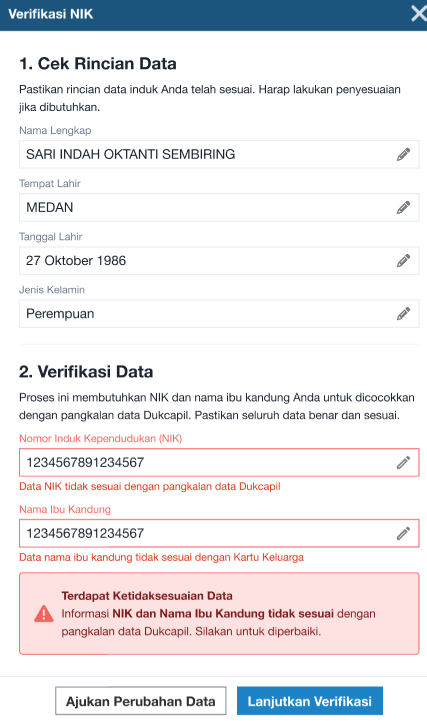 Verifikasi NIK
1. Cek Rincian Data
Pastikan rincian data induk Anda telah sesuai. Harap lakukan penyesuaian
jika dibutuhkan.
Nama Lengkap
SARI INDAH OKTANTI SEMBIRING
Tempat Lahir
MEDAN
Tanggal Lahir
27 Oktober 1986
Jenis Kelamin
Perempuan
2. Verifikasi Data
Proses ini membutuhkan NIK dan nama ibu kandung Anda untuk dicocokkan
dengan pangkalan data Dukcapil. Pastikan seluruh data benar dan sesuai.
Nomor Induk Kependudukan (NIK)
1234567891234567
Data NIK tidak sesuai dengan pangkalan data Dukcapil
Nama Ibu Kandung
1234567891234567
Data nama ibu kandung tidak sesuai dengan Kartu Keluarga
Terdapat Ketidaksesuaian Data
Informasi NIK dan Nama Ibu Kandung tidak sesuai dengan
pangkalan data Dukcapil. Silakan untuk diperbaiki.
Ajukan Perubahan Data
Lanjutkan Verifikasi